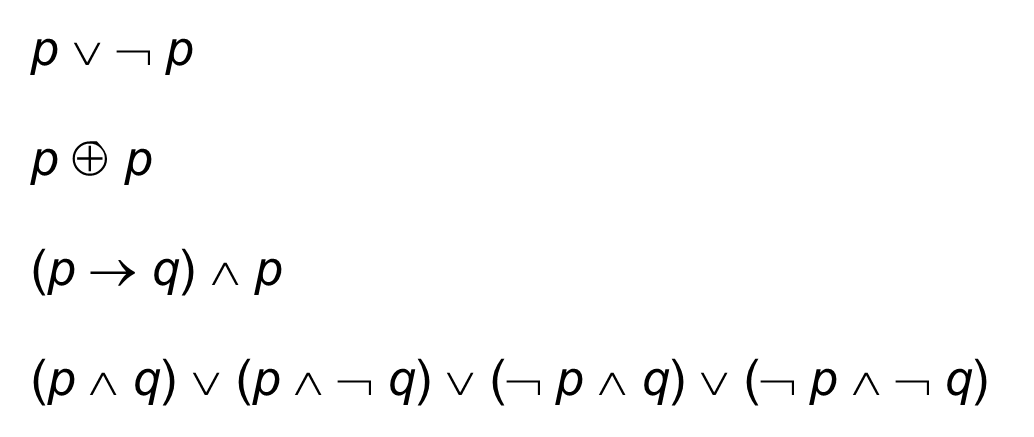 p ∨ ¬ p
p ⊕ p
(p → q) ∧ p
(p ∧ q) ∨ (p ∧ ¬ q) ∨ (¬ p ∧ q) ∨ (¬ p ∧ ¬ q)